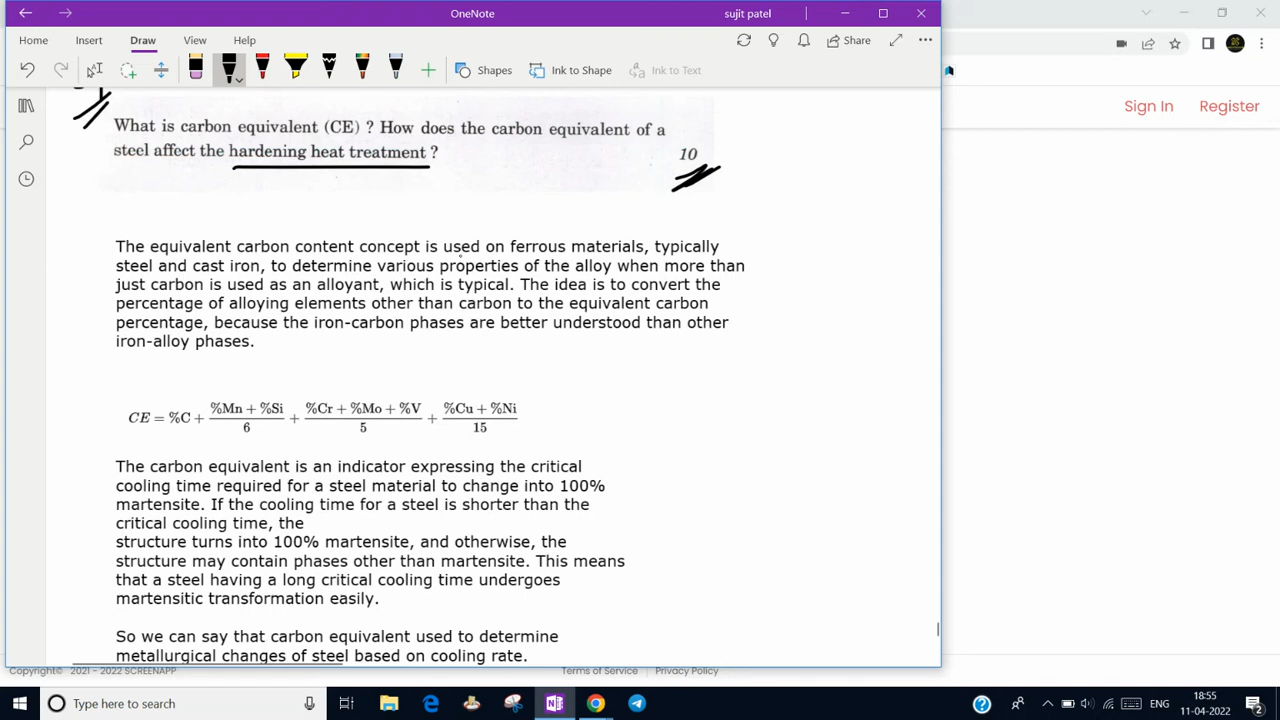 OneNote
sujit patel
Home Insert Draw View Help
Share
Shapes Ink to Shape Ink to Text
Sign In Register
What is carbon equivalent (CE) ? How does the carbon equivalent of a
steel affect the hardening heat treatment ?
10
The equivalent carbon content concept is used on ferrous materials, typically
steel and cast iron, to determine various properties of the alloy when more than
just carbon is used as an alloyant, which is typical. The idea is to convert the
percentage of alloying elements other than carbon to the equivalent carbon
percentage, because the iron-carbon phases are better understood than other
iron-alloy phases.
CE = %C + %Mn + %Si / 6 + %Cr + %Mo + %V / 5 + %Cu + %Ni / 15
The carbon equivalent is an indicator expressing the critical
cooling time required for a steel material to change into 100%
martensite. If the cooling time for a steel is shorter than the
critical cooling time, the
structure turns into 100% martensite, and otherwise, the
structure may contain phases other than martensite. This means
that a steel having a long critical cooling time undergoes
martensitic transformation easily.
So we can say that carbon equivalent used to determine
metallurgical changes of steel based on cooling rate.
Copyright © 2021 - 2022 SCREENAPP
Terms of Service Privacy Policy
Type here to search
ENG
18:55
11-04-2022
2